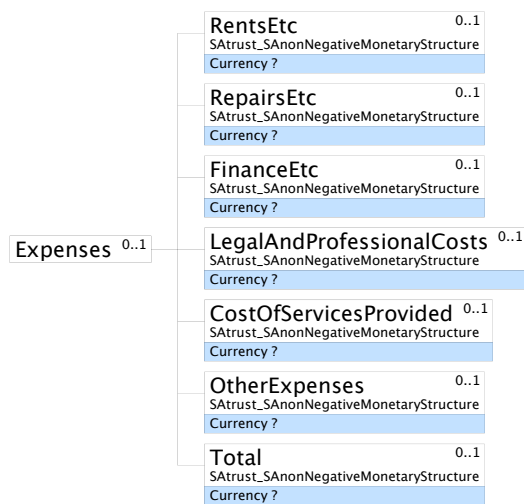 RentsEtc 0..1
SAtrust_SAnonNegativeMonetaryStructure
Currency ?
RepairsEtc 0..1
SAtrust_SAnonNegativeMonetaryStructure
Currency ?
FinanceEtc 0..1
SAtrust_SAnonNegativeMonetaryStructure
Currency ?
Expenses 0..1
LegalAndProfessionalCosts 0..1
SAtrust_SAnonNegativeMonetaryStructure
Currency ?
CostOfServicesProvided 0..1
SAtrust_SAnonNegativeMonetaryStructure
Currency ?
OtherExpenses 0..1
SAtrust_SAnonNegativeMonetaryStructure
Currency ?
Total 0..1
SAtrust_SAnonNegativeMonetaryStructure
Currency ?